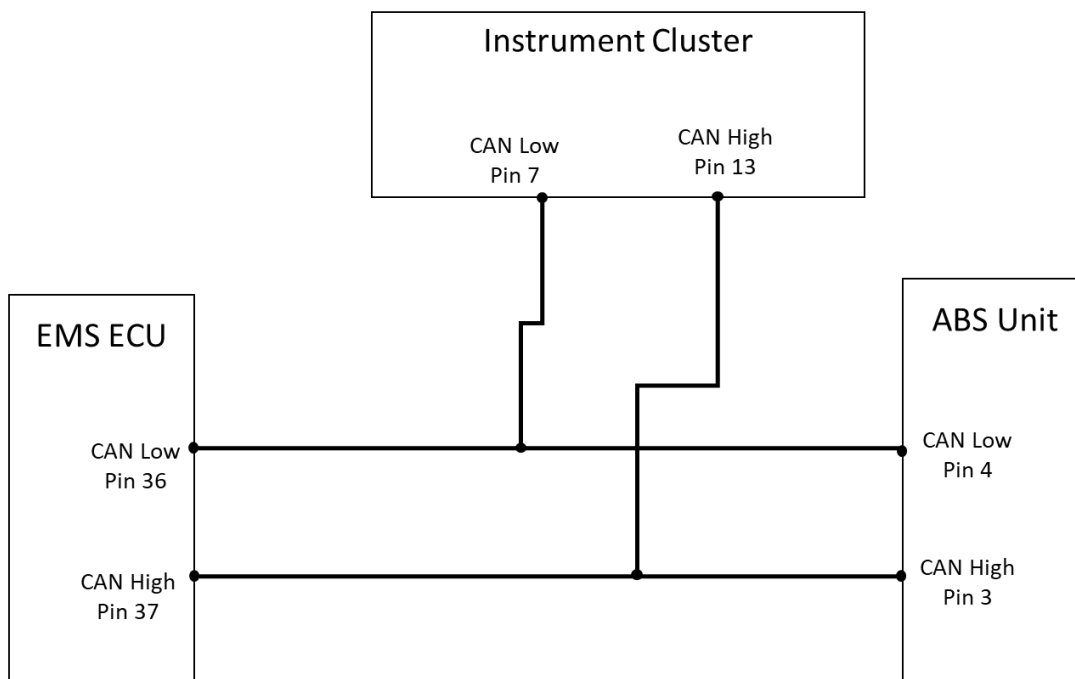 Instrument Cluster
CAN Low
Pin 7
CAN High
Pin 13
EMS ECU
CAN Low
Pin 36
CAN High
Pin 37
ABS Unit
CAN Low
Pin 4
CAN High
Pin 3